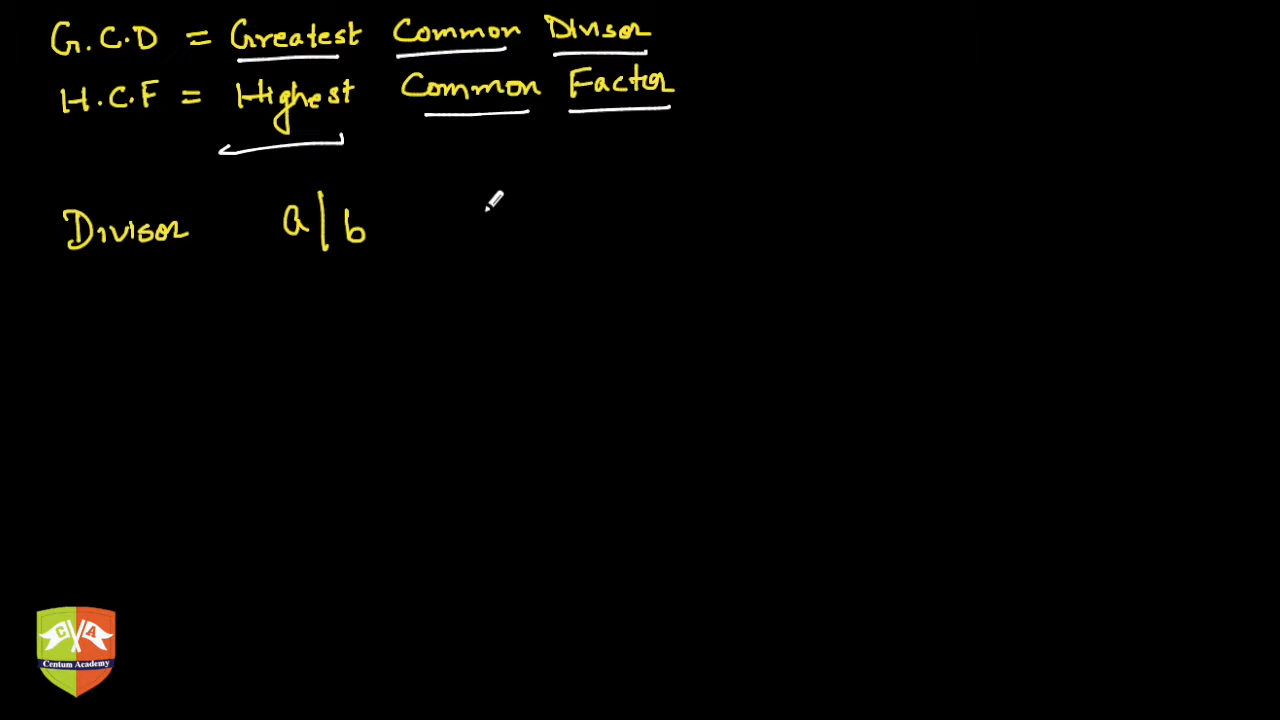 G.C.D = Greatest Common Divisor
H.C.F = Highest Common Factor
Divisor a|b
C A
Centum Academy